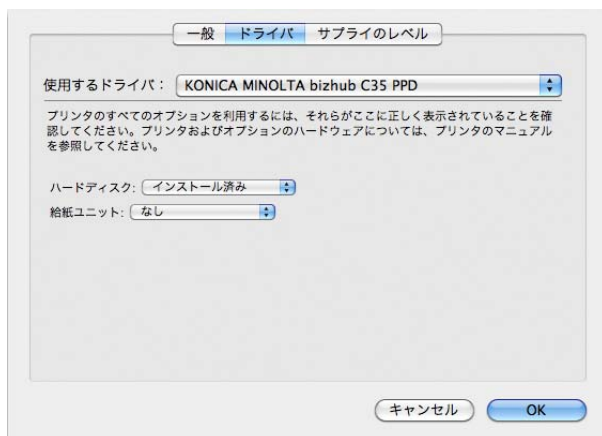 一般 ドライバ サプライのレベル
使用するドライバ： KONICA MINOLTA bizhub C35 PPD
プリンタのすべてのオプションを利用するには、それらがここに正しく表示されていることを確
認してください。プリンタおよびオプションのハードウェアについては、プリンタのマニュアル
を参照してください。
ハードディスク: インストール済み
給紙ユニット: なし
キャンセル OK